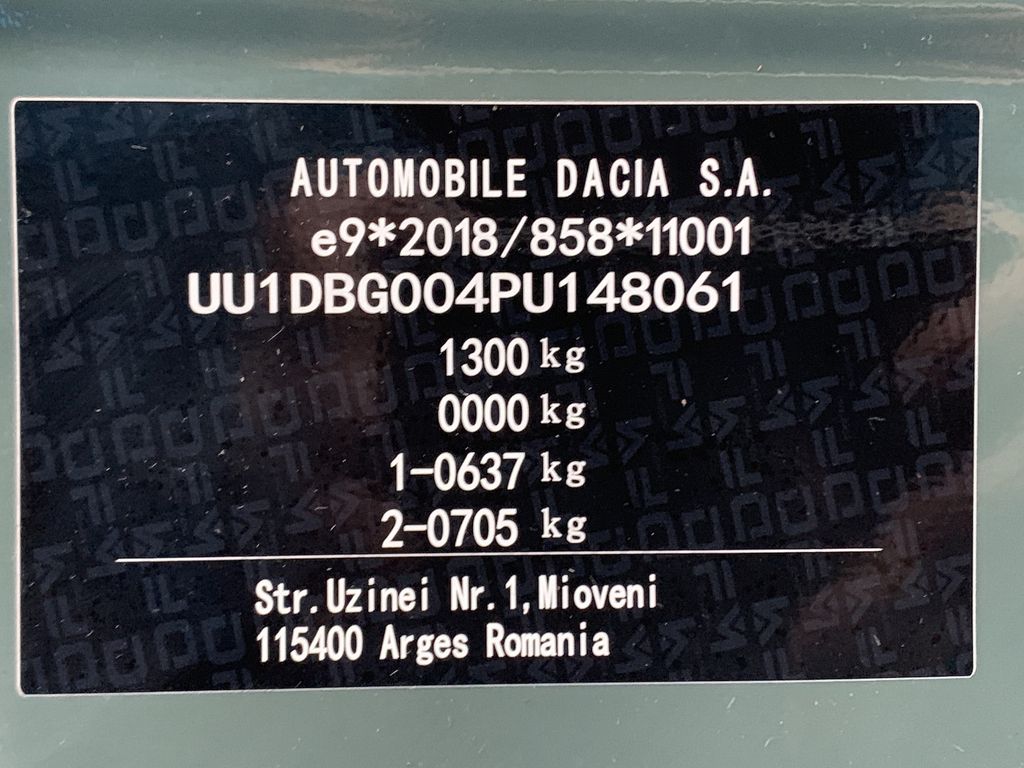 AUTOMOBILE DACIA S.A.
e9*2018/858*11001
UU1DBG004PU148061
1300 kg
0000 kg
1-0637 kg
2-0705 kg
Str.Uzinei Nr.1,Mioveni
115400 Arges Romania